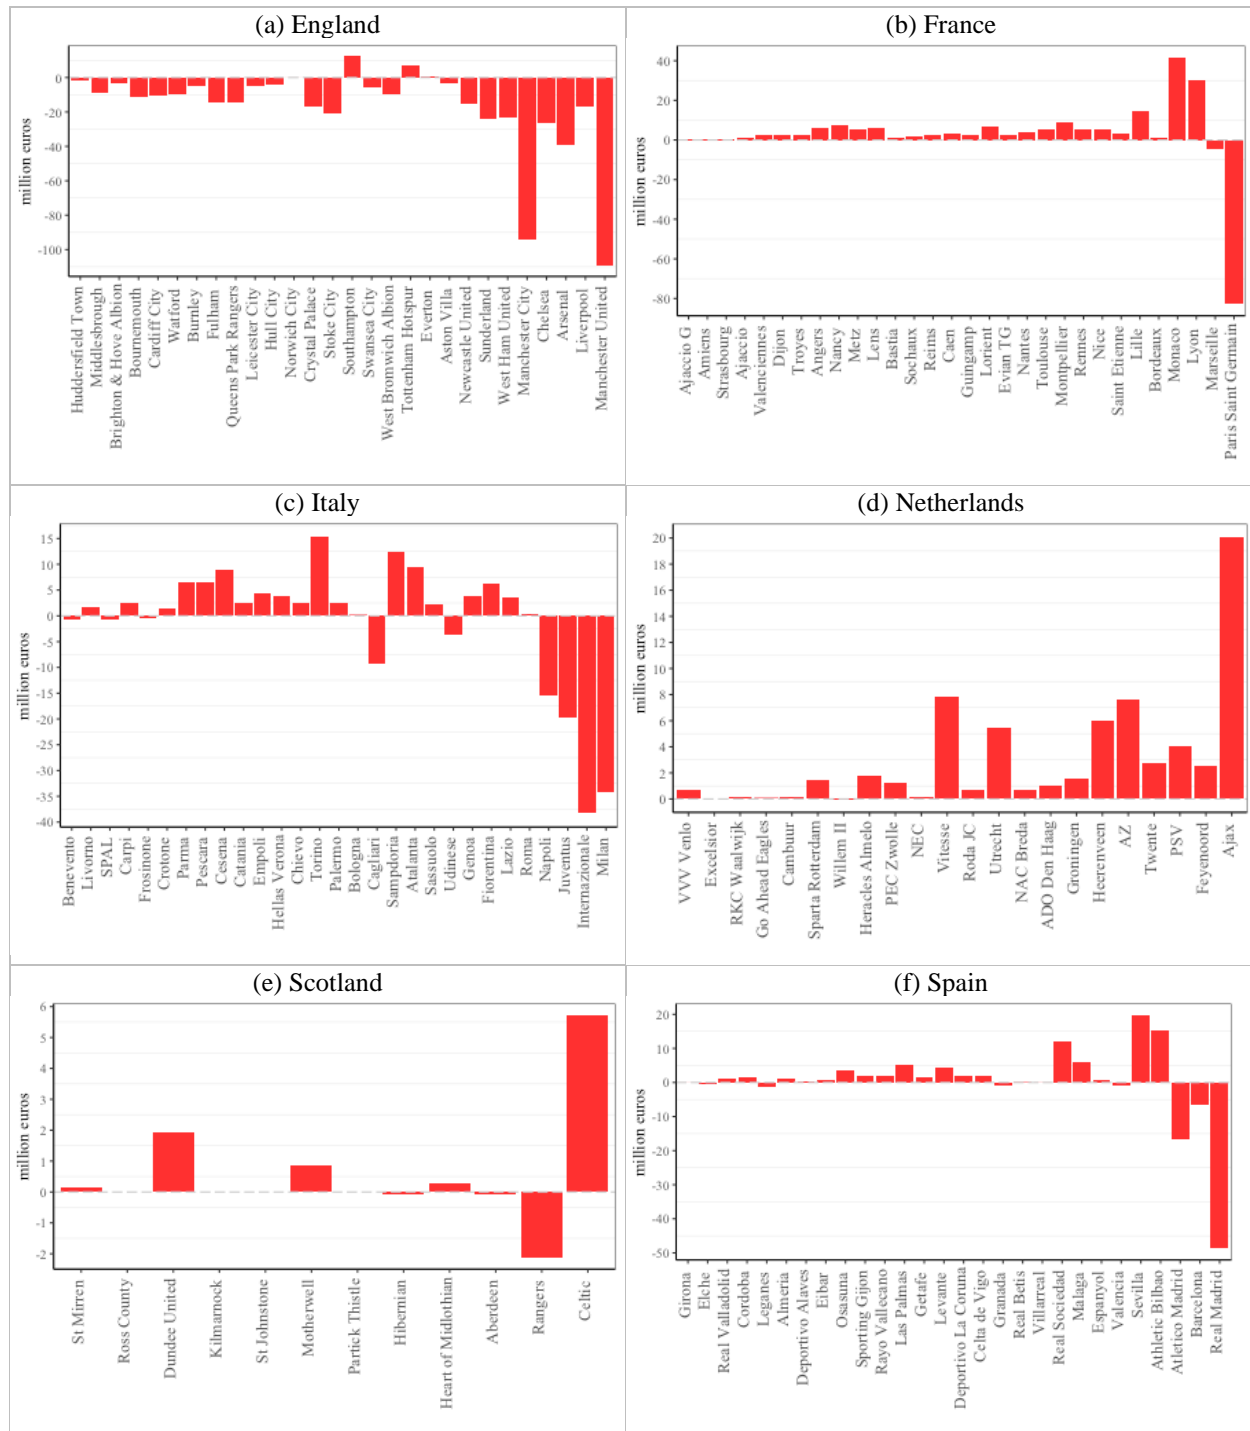 (a) England
million euros
0
-20
-40
-60
-80
-100
Huddersfield Town
Middlesbrough
Brighton & Hove Albion
Bournemouth
Cardiff City
Watford
Burnley
Fulham
Queens Park Rangers
Leicester City
Hull City
Norwich City
Crystal Palace
Stoke City
Southampton
Swansea City
West Bromwich Albion
Tottenham Hotspur
Everton
Aston Villa
Newcastle United
Sunderland
West Ham United
Manchester City
Chelsea
Arsenal
Liverpool
Manchester United
(b) France
million euros
40
20
0
-20
-40
-60
-80
Ajaccio G
Amiens
Strasbourg
Ajaccio
Valenciennes
Dijon
Troyes
Angers
Nancy
Metz
Lens
Bastia
Sochaux
Reims
Caen
Guingamp
Lorient
Evian TG
Nantes
Toulouse
Montpellier
Rennes
Nice
Saint Etienne
Lille
Bordeaux
Monaco
Lyon
Marseille
Paris Saint Germain
(c) Italy
million euros
15
10
5
0
-5
-10
-15
-20
-25
-30
-35
-40
Benevento
Livorno
SPAL
Carpi
Frosinone
Crotone
Parma
Pescara
Cesena
Catania
Empoli
Hellas Verona
Chievo
Torino
Palermo
Bologna
Cagliari
Sampdoria
Atalanta
Sassuolo
Udinese
Genoa
Fiorentina
Lazio
Roma
Napoli
Juventus
Internazionale
Milan
(d) Netherlands
million euros
20
18
16
14
12
10
8
6
4
2
0
VVV Venlo
Excelsior
RKC Waalwijk
Go Ahead Eagles
Cambuur
Sparta Rotterdam
Willem II
Heracles Almelo
PEC Zwolle
NEC
Vitesse
Roda JC
Utrecht
NAC Breda
ADO Den Haag
Groningen
Heerenveen
AZ
Twente
PSV
Feyenoord
Ajax
(e) Scotland
million euros
6
5
4
3
2
1
0
-1
-2
St Mirren
Ross County
Dundee United
Kilmarnock
St Johnstone
Motherwell
Partick Thistle
Hibernian
Heart of Midlothian
Aberdeen
Rangers
Celtic
(f) Spain
million euros
20
10
0
-10
-20
-30
-40
-50
Girona
Elche
Real Valladolid
Cordoba
Leganes
Almeria
Deportivo Alaves
Eibar
Osasuna
Sporting Gijon
Rayo Vallecano
Las Palmas
Getafe
Levante
Deportivo La Coruna
Celta de Vigo
Granada
Real Betis
Villarreal
Real Sociedad
Malaga
Espanyol
Valencia
Sevilla
Athletic Bilbao
Atletico Madrid
Barcelona
Real Madrid